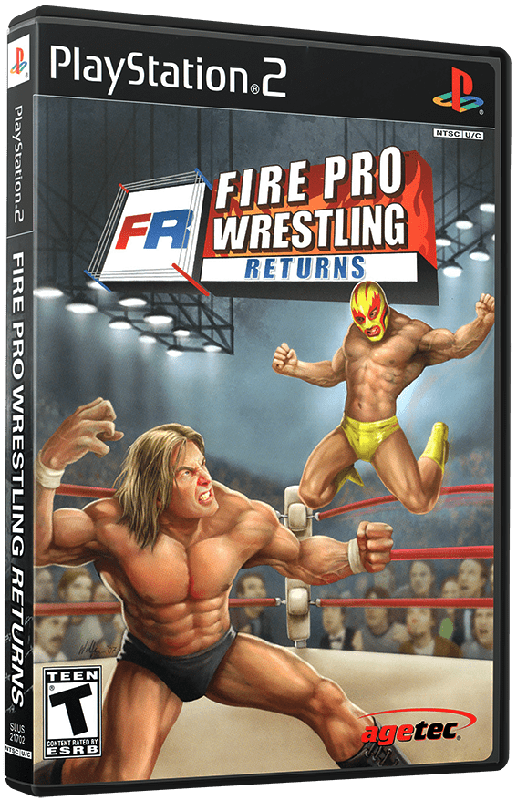 PlayStation®2
NTSC U/C
FR
FIRE PRO
WRESTLING
RETURNS
TEEN
T
CONTENT RATED BY
ESRB
agetec
PlayStation®2
FIRE PRO WRESTLING RETURNS
SLUS
21702
NTSC U/C